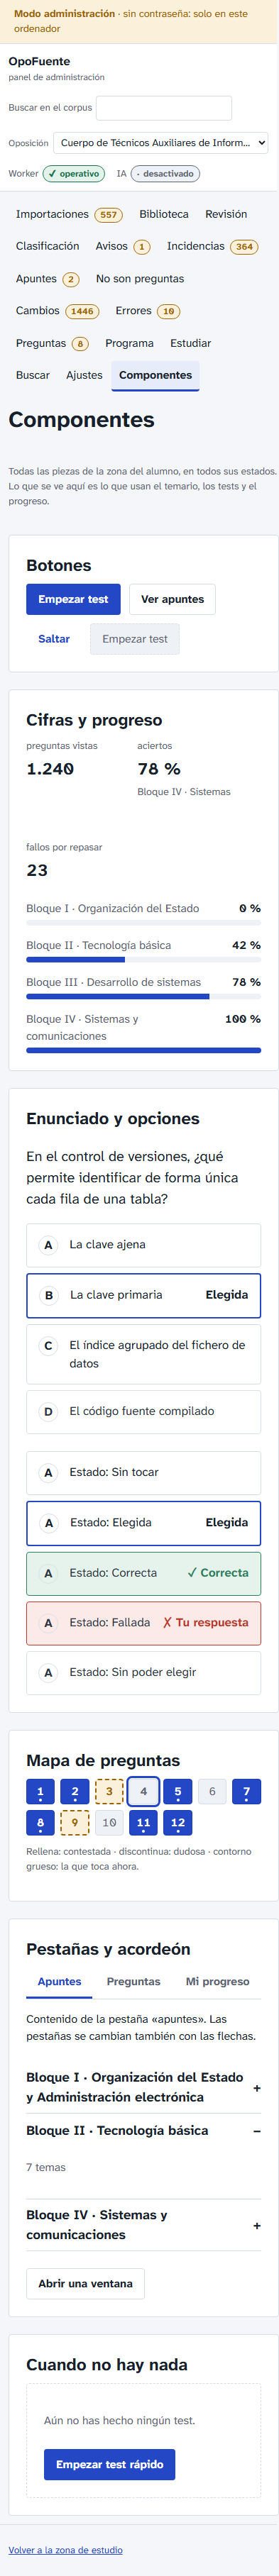 Modo administración · sin contraseña: solo en este
ordenador
OpoFuente
panel de administración
Buscar en el corpus
Oposición Cuerpo de Técnicos Auxiliares de Inform...
Worker ✓ operativo IA · desactivado
Importaciones 557 Biblioteca Revisión
Clasificación Avisos 1 Incidencias 364
Apuntes 2 No son preguntas
Cambios 1446 Errores 10
Preguntas 8 Programa Estudiar
Buscar Ajustes Componentes
Componentes
Todas las piezas de la zona del alumno, en todos sus estados.
Lo que se ve aquí es lo que usan el temario, los tests y el
progreso.
Botones
Empezar test Ver apuntes
Saltar Empezar test
Cifras y progreso
preguntas vistas aciertos
1.240 78 %
Bloque IV · Sistemas
fallos por repasar
23
Bloque I · Organización del Estado 0 %
Bloque II · Tecnología básica 42 %
Bloque III · Desarrollo de sistemas 78 %
Bloque IV · Sistemas y 100 %
comunicaciones
Enunciado y opciones
En el control de versiones, ¿qué
permite identificar de forma única
cada fila de una tabla?
A La clave ajena
B La clave primaria Elegida
C El índice agrupado del fichero de
datos
D El código fuente compilado
A Estado: Sin tocar
A Estado: Elegida Elegida
A Estado: Correcta ✓ Correcta
A Estado: Fallada ✗ Tu respuesta
A Estado: Sin poder elegir
Mapa de preguntas
1 2 3 4 5 6 7
8 9 10 11 12
Rellena: contestada · discontinua: dudosa · contorno
grueso: la que toca ahora.
Pestañas y acordeón
Apuntes Preguntas Mi progreso
Contenido de la pestaña «apuntes». Las
pestañas se cambian también con las flechas.
Bloque I · Organización del Estado
y Administración electrónica +
Bloque II · Tecnología básica −
7 temas
Bloque IV · Sistemas y
comunicaciones +
Abrir una ventana
Cuando no hay nada
Aún no has hecho ningún test.
Empezar test rápido
Volver a la zona de estudio